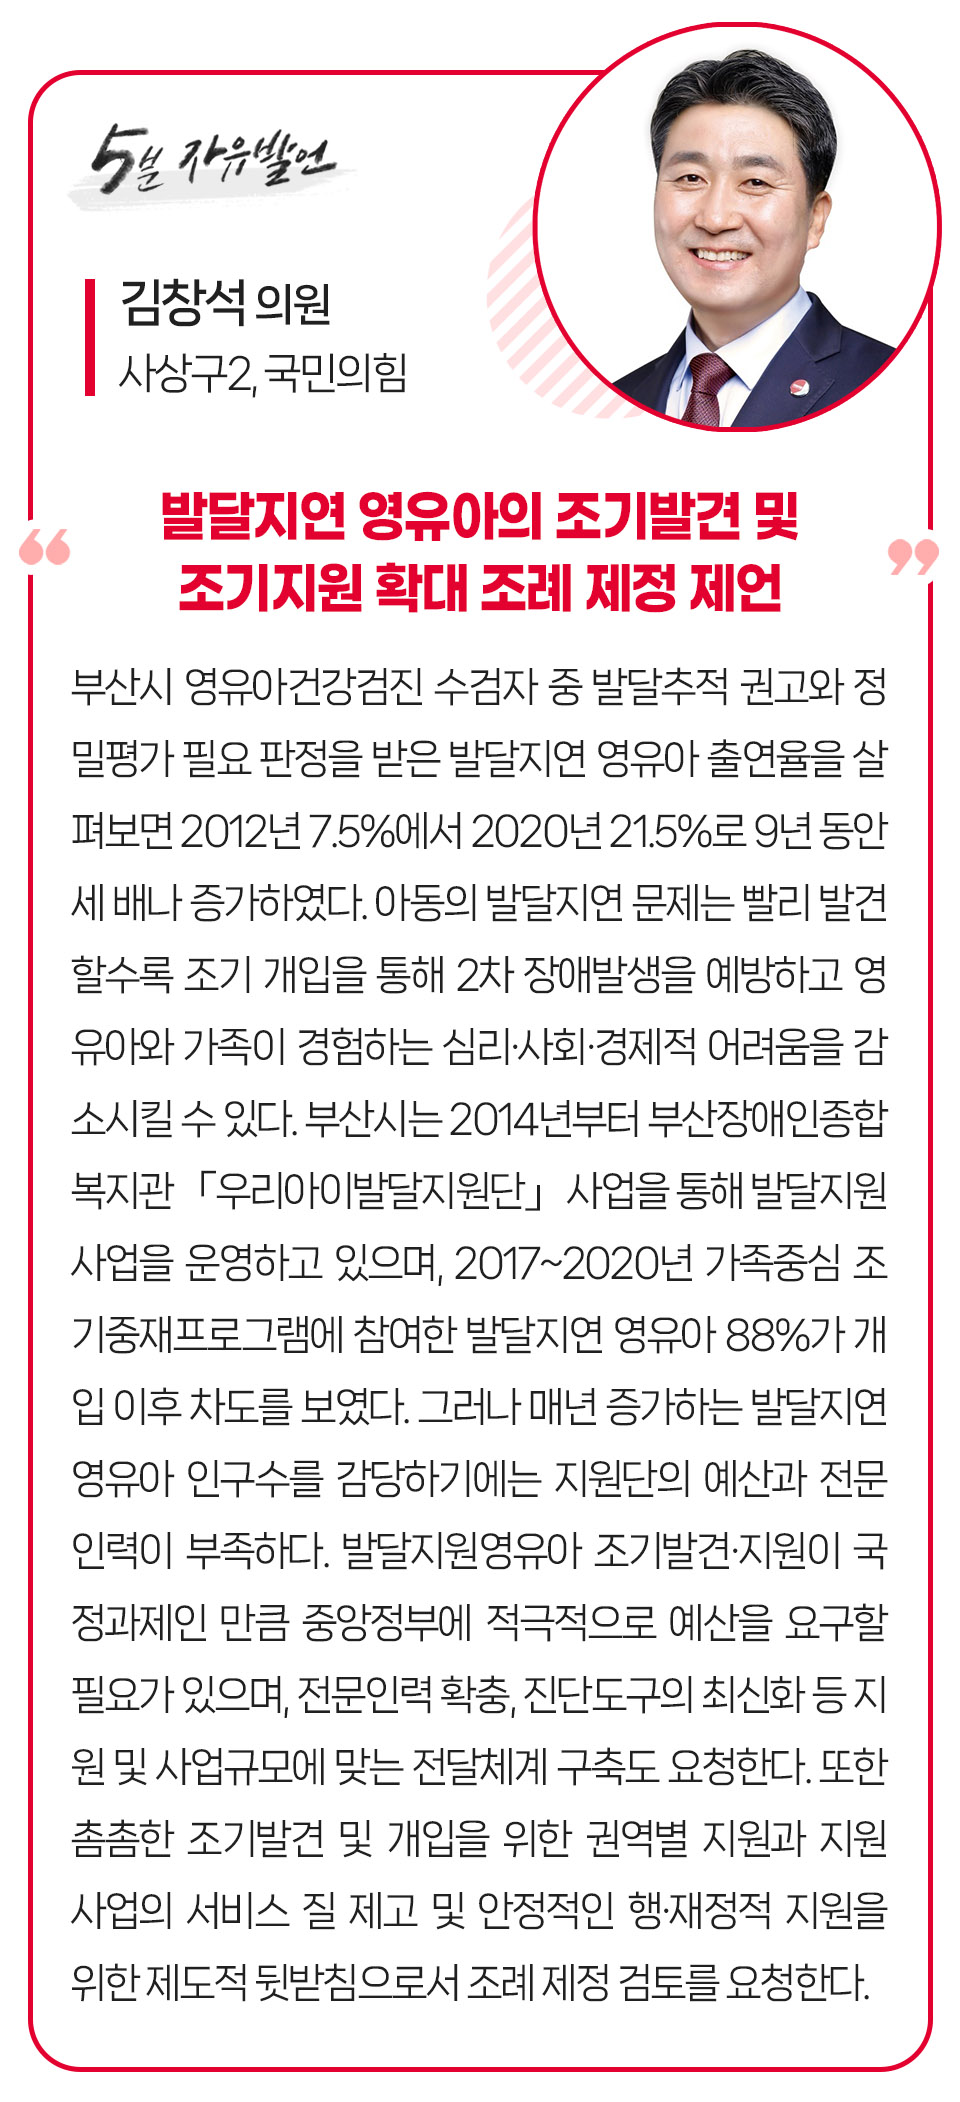 5분 자유발언
김창석 의원
사상구2, 국민의힘
발달지연 영유아의 조기발견 및
조기지원 확대 조례 제정 제언
부산시 영유아건강검진 수검자 중 발달추적 권고와 정
밀평가 필요 판정을 받은 발달지연 영유아 출연율을 살
펴보면 2012년 7.5%에서 2020년 21.5%로 9년 동안
세 배나 증가하였다. 아동의 발달지연 문제는 빨리 발견
할수록 조기 개입을 통해 2차 장애발생을 예방하고 영
유아와 가족이 경험하는 심리·사회·경제적 어려움을 감
소시킬 수 있다. 부산시는 2014년부터 부산장애인종합
복지관 「우리아이발달지원단」 사업을 통해 발달지원
사업을 운영하고 있으며, 2017~2020년 가족중심 조
기중재프로그램에 참여한 발달지연 영유아 88%가 개
입 이후 차도를 보였다. 그러나 매년 증가하는 발달지연
영유아 인구수를 감당하기에는 지원단의 예산과 전문
인력이 부족하다. 발달지원영유아 조기발견·지원이 국
정과제인 만큼 중앙정부에 적극적으로 예산을 요구할
필요가 있으며, 전문인력 확충, 진단도구의 최신화 등 지
원 및 사업규모에 맞는 전달체계 구축도 요청한다. 또한
촘촘한 조기발견 및 개입을 위한 권역별 지원과 지원
사업의 서비스 질 제고 및 안정적인 행·재정적 지원을
위한 제도적 뒷받침으로서 조례 제정 검토를 요청한다.